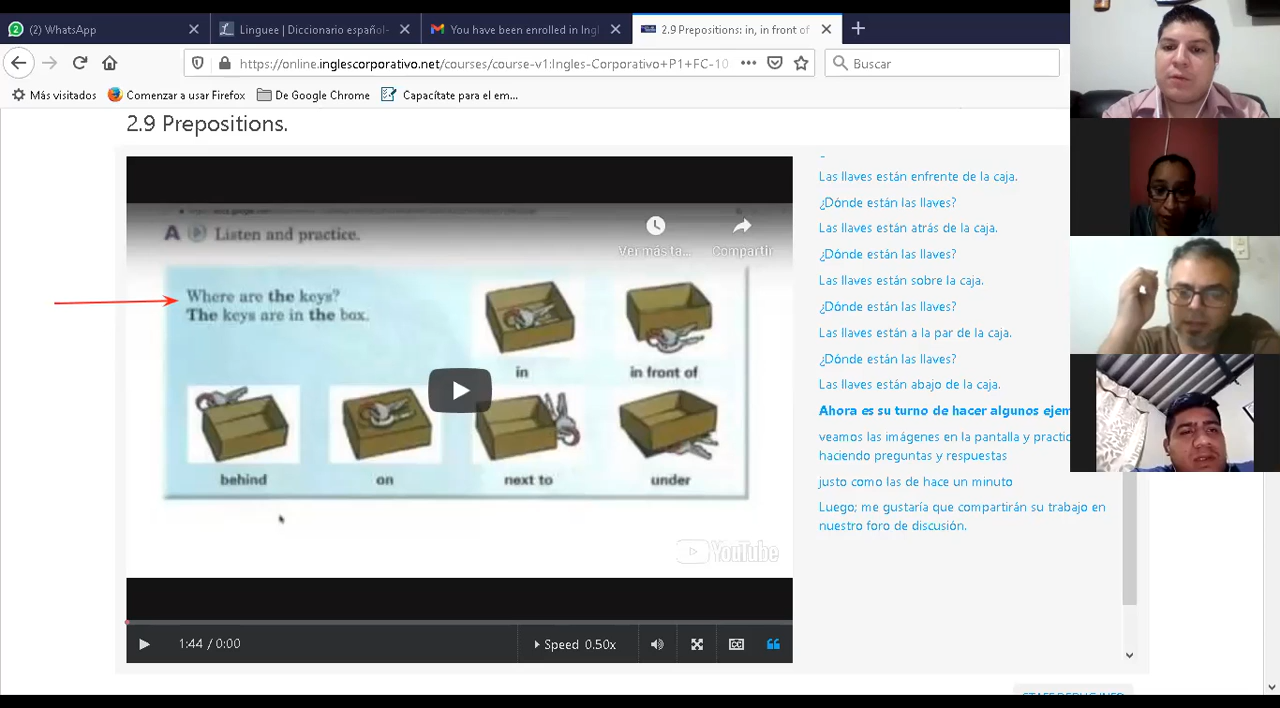 (2) WhatsApp
Linguee | Diccionario español-
You have been enrolled in Ingl
2.9 Prepositions: in, in front of
https://online.inglescorporativo.net/courses/course-v1:Ingles-Corporativo+P1+FC-10
Buscar
Más visitados
Comenzar a usar Firefox
De Google Chrome
Capacítate para el em...
2.9 Prepositions.
A Listen and practice.
Ver más ta...
Compartir
Where are the keys?
The keys are in the box.
in
in front of
behind
on
next to
under
YouTube
1:44 / 0:00
Speed 0.50x
Las llaves están enfrente de la caja.
¿Dónde están las llaves?
Las llaves están atrás de la caja.
¿Dónde están las llaves?
Las llaves están sobre la caja.
¿Dónde están las llaves?
Las llaves están a la par de la caja.
¿Dónde están las llaves?
Las llaves están abajo de la caja.
Ahora es su turno de hacer algunos ejem
veamos las imágenes en la pantalla y practic
haciendo preguntas y respuestas
justo como las de hace un minuto
Luego; me gustaría que compartirán su trabajo en
nuestro foro de discusión.